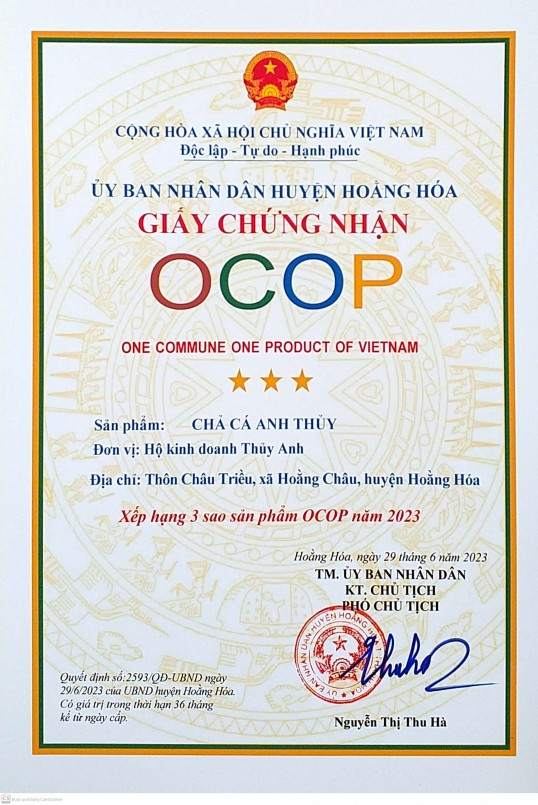 CỘNG HÒA XÃ HỘI CHỦ NGHĨA VIỆT NAM
Độc lập - Tự do - Hạnh phúc
ỦY BAN NHÂN DÂN HUYỆN HOẰNG HÓA
GIẤY CHỨNG NHẬN
OCOP
ONE COMMUNE ONE PRODUCT OF VIETNAM
Sản phẩm: CHẢ CÁ ANH THỦY
Đơn vị: Hộ kinh doanh Thủy Anh
Địa chỉ: Thôn Châu Triều, xã Hoằng Châu, huyện Hoằng Hóa
Xếp hạng 3 sao sản phẩm OCOP năm 2023
Hoằng Hóa, ngày 29 tháng 6 năm 2023
TM. ỦY BAN NHÂN DÂN
KT. CHỦ TỊCH
PHÓ CHỦ TỊCH
Quyết định số:2593/QĐ-UBND ngày
29/6/2023 của UBND huyện Hoằng Hóa.
Có giá trị trong thời hạn 36 tháng
kể từ ngày cấp.
Nguyễn Thị Thu Hà